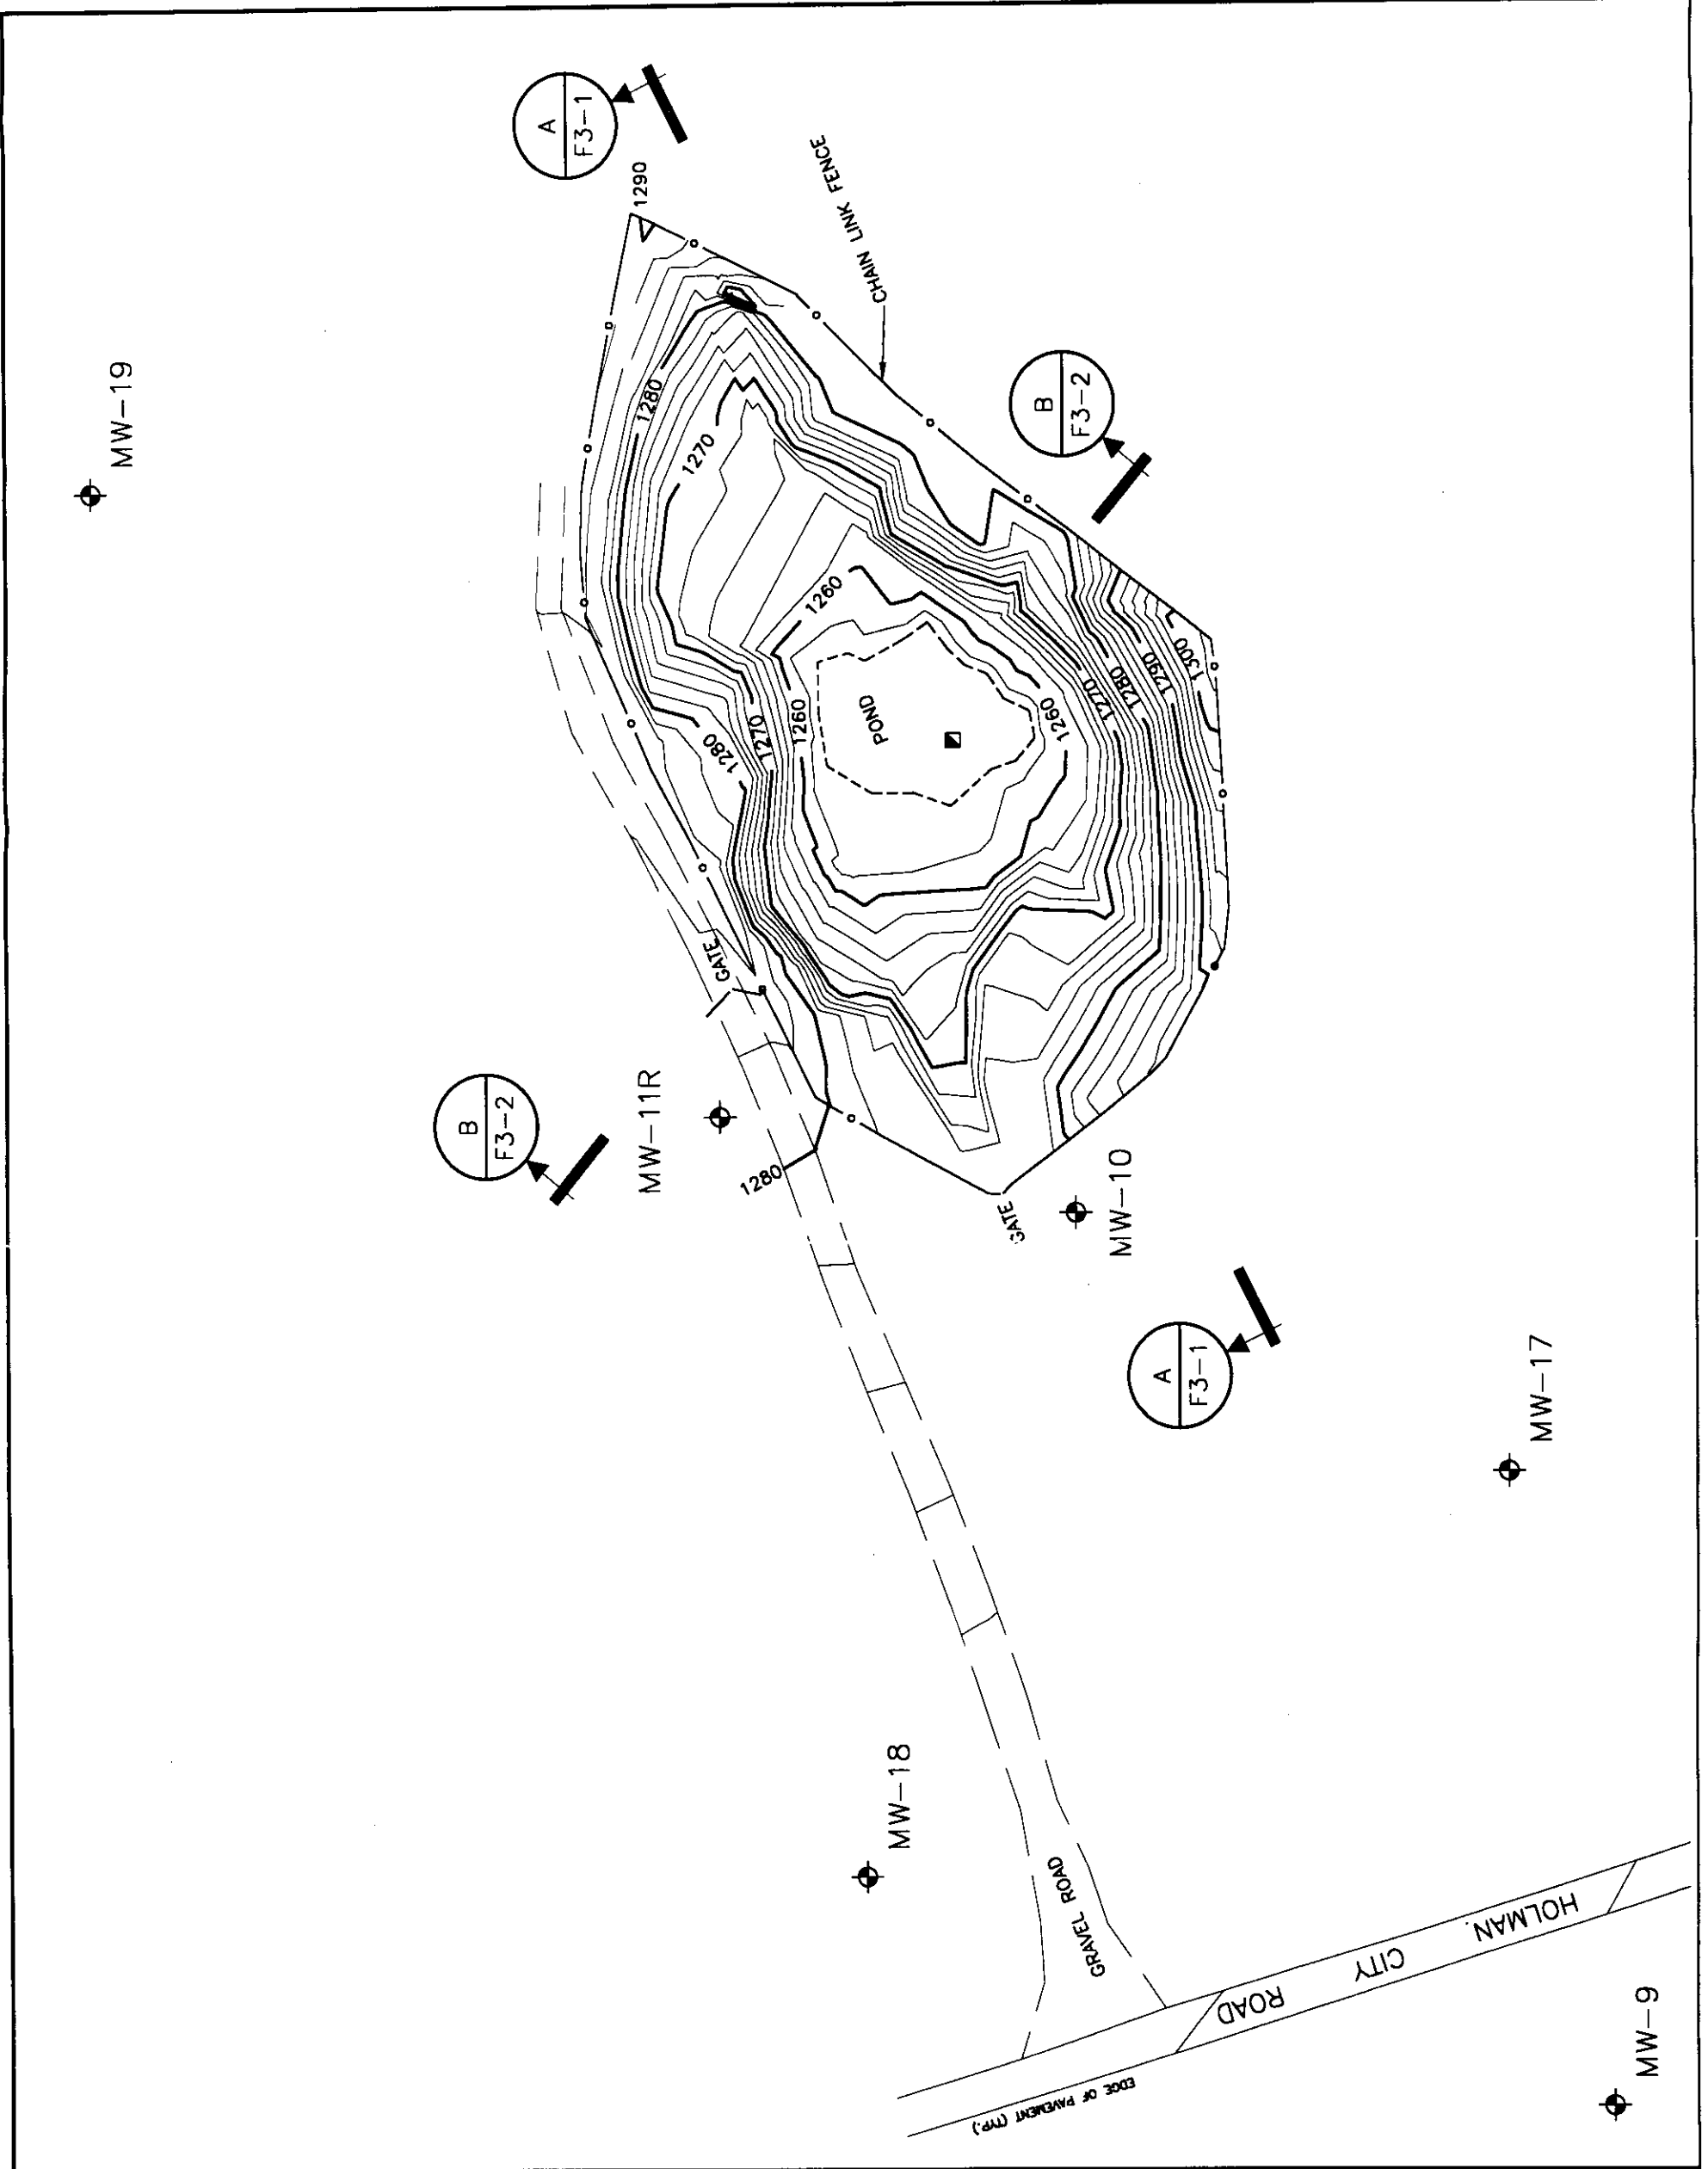 MW-19
A
F3-1
1290
CHAIN LINK FENCE
1280
1270
B
F3-2
1260
POND
1260
1270
1280
1260
1270
1280
1290
1300
GATE
B
F3-2
MW-11R
1280
GATE
MW-10
A
F3-1
MW-17
MW-18
GRAVEL ROAD
HOLMAN
CITY
ROAD
EDGE OF PAVEMENT (TYP.)
MW-9